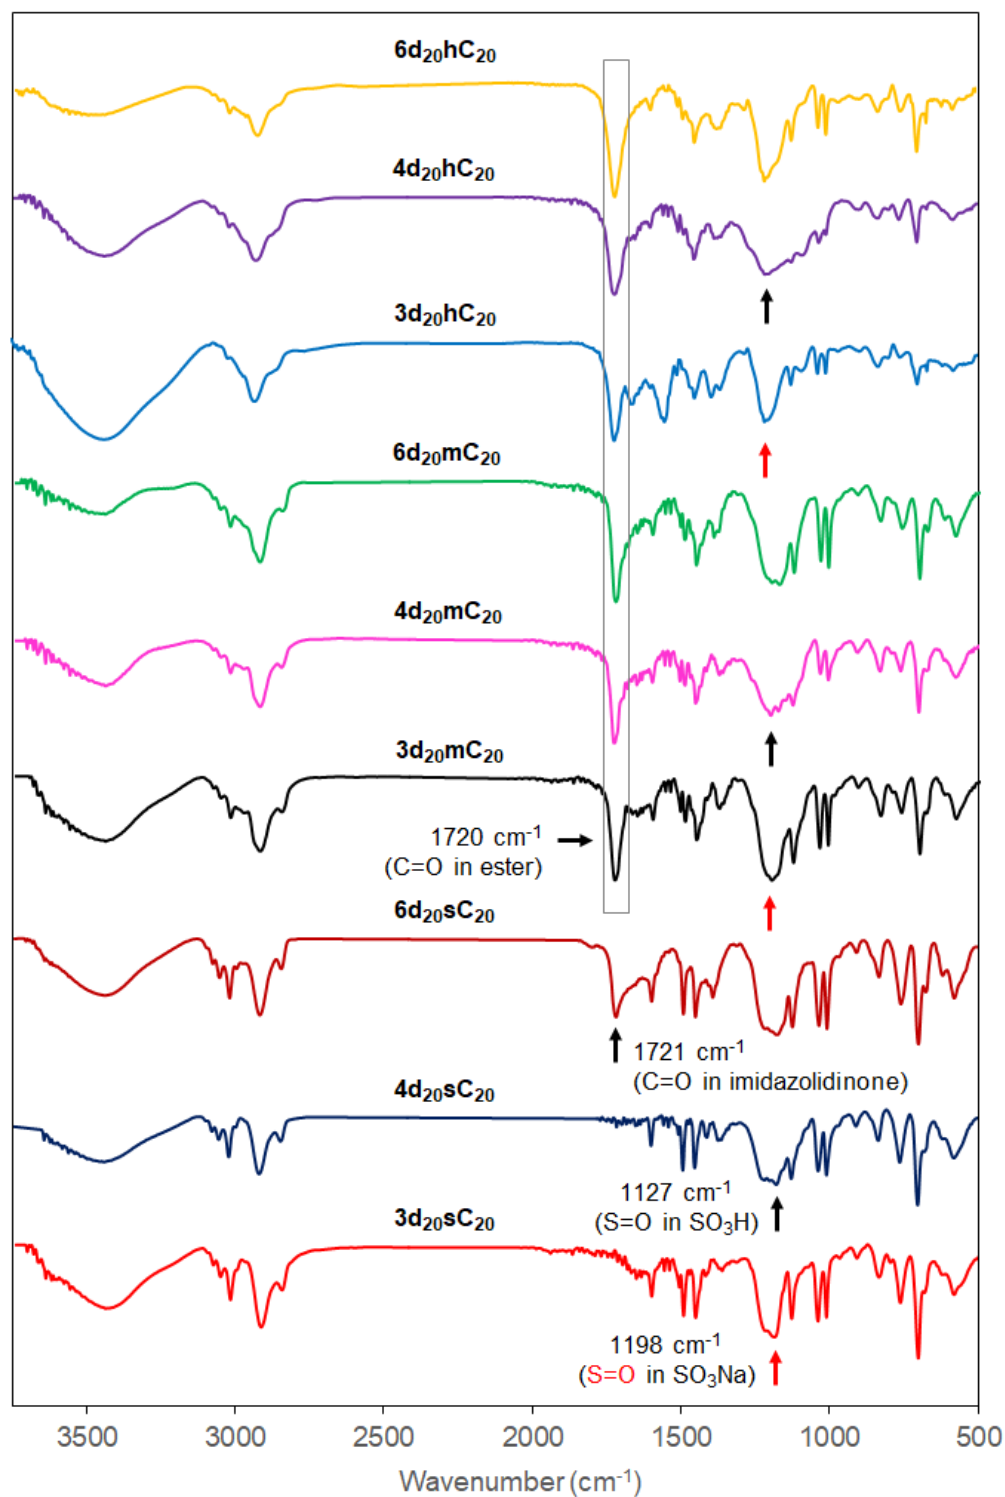 6d₂₀hC₂₀
4d₂₀hC₂₀
3d₂₀hC₂₀
6d₂₀mC₂₀
4d₂₀mC₂₀
3d₂₀mC₂₀
1720 cm⁻¹
(C=O in ester)
6d₂₀sC₂₀
1721 cm⁻¹
(C=O in imidazolidinone)
4d₂₀sC₂₀
1127 cm⁻¹
(S=O in SO₃H)
3d₂₀sC₂₀
1198 cm⁻¹
(S=O in SO₃Na)
3500 3000 2500 2000 1500 1000 500
Wavenumber (cm⁻¹)